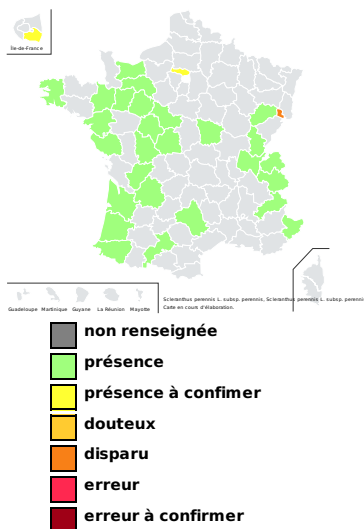 Île-de-France
Guadeloupe Martinique Guyane La Réunion Mayotte
Scleranthus perennis L. subsp. perennis, Scleranthus perennis L. subsp. perennis
Carte en cours d'élaboration.
non renseignée
présence
présence à confimer
douteux
disparu
erreur
erreur à confirmer